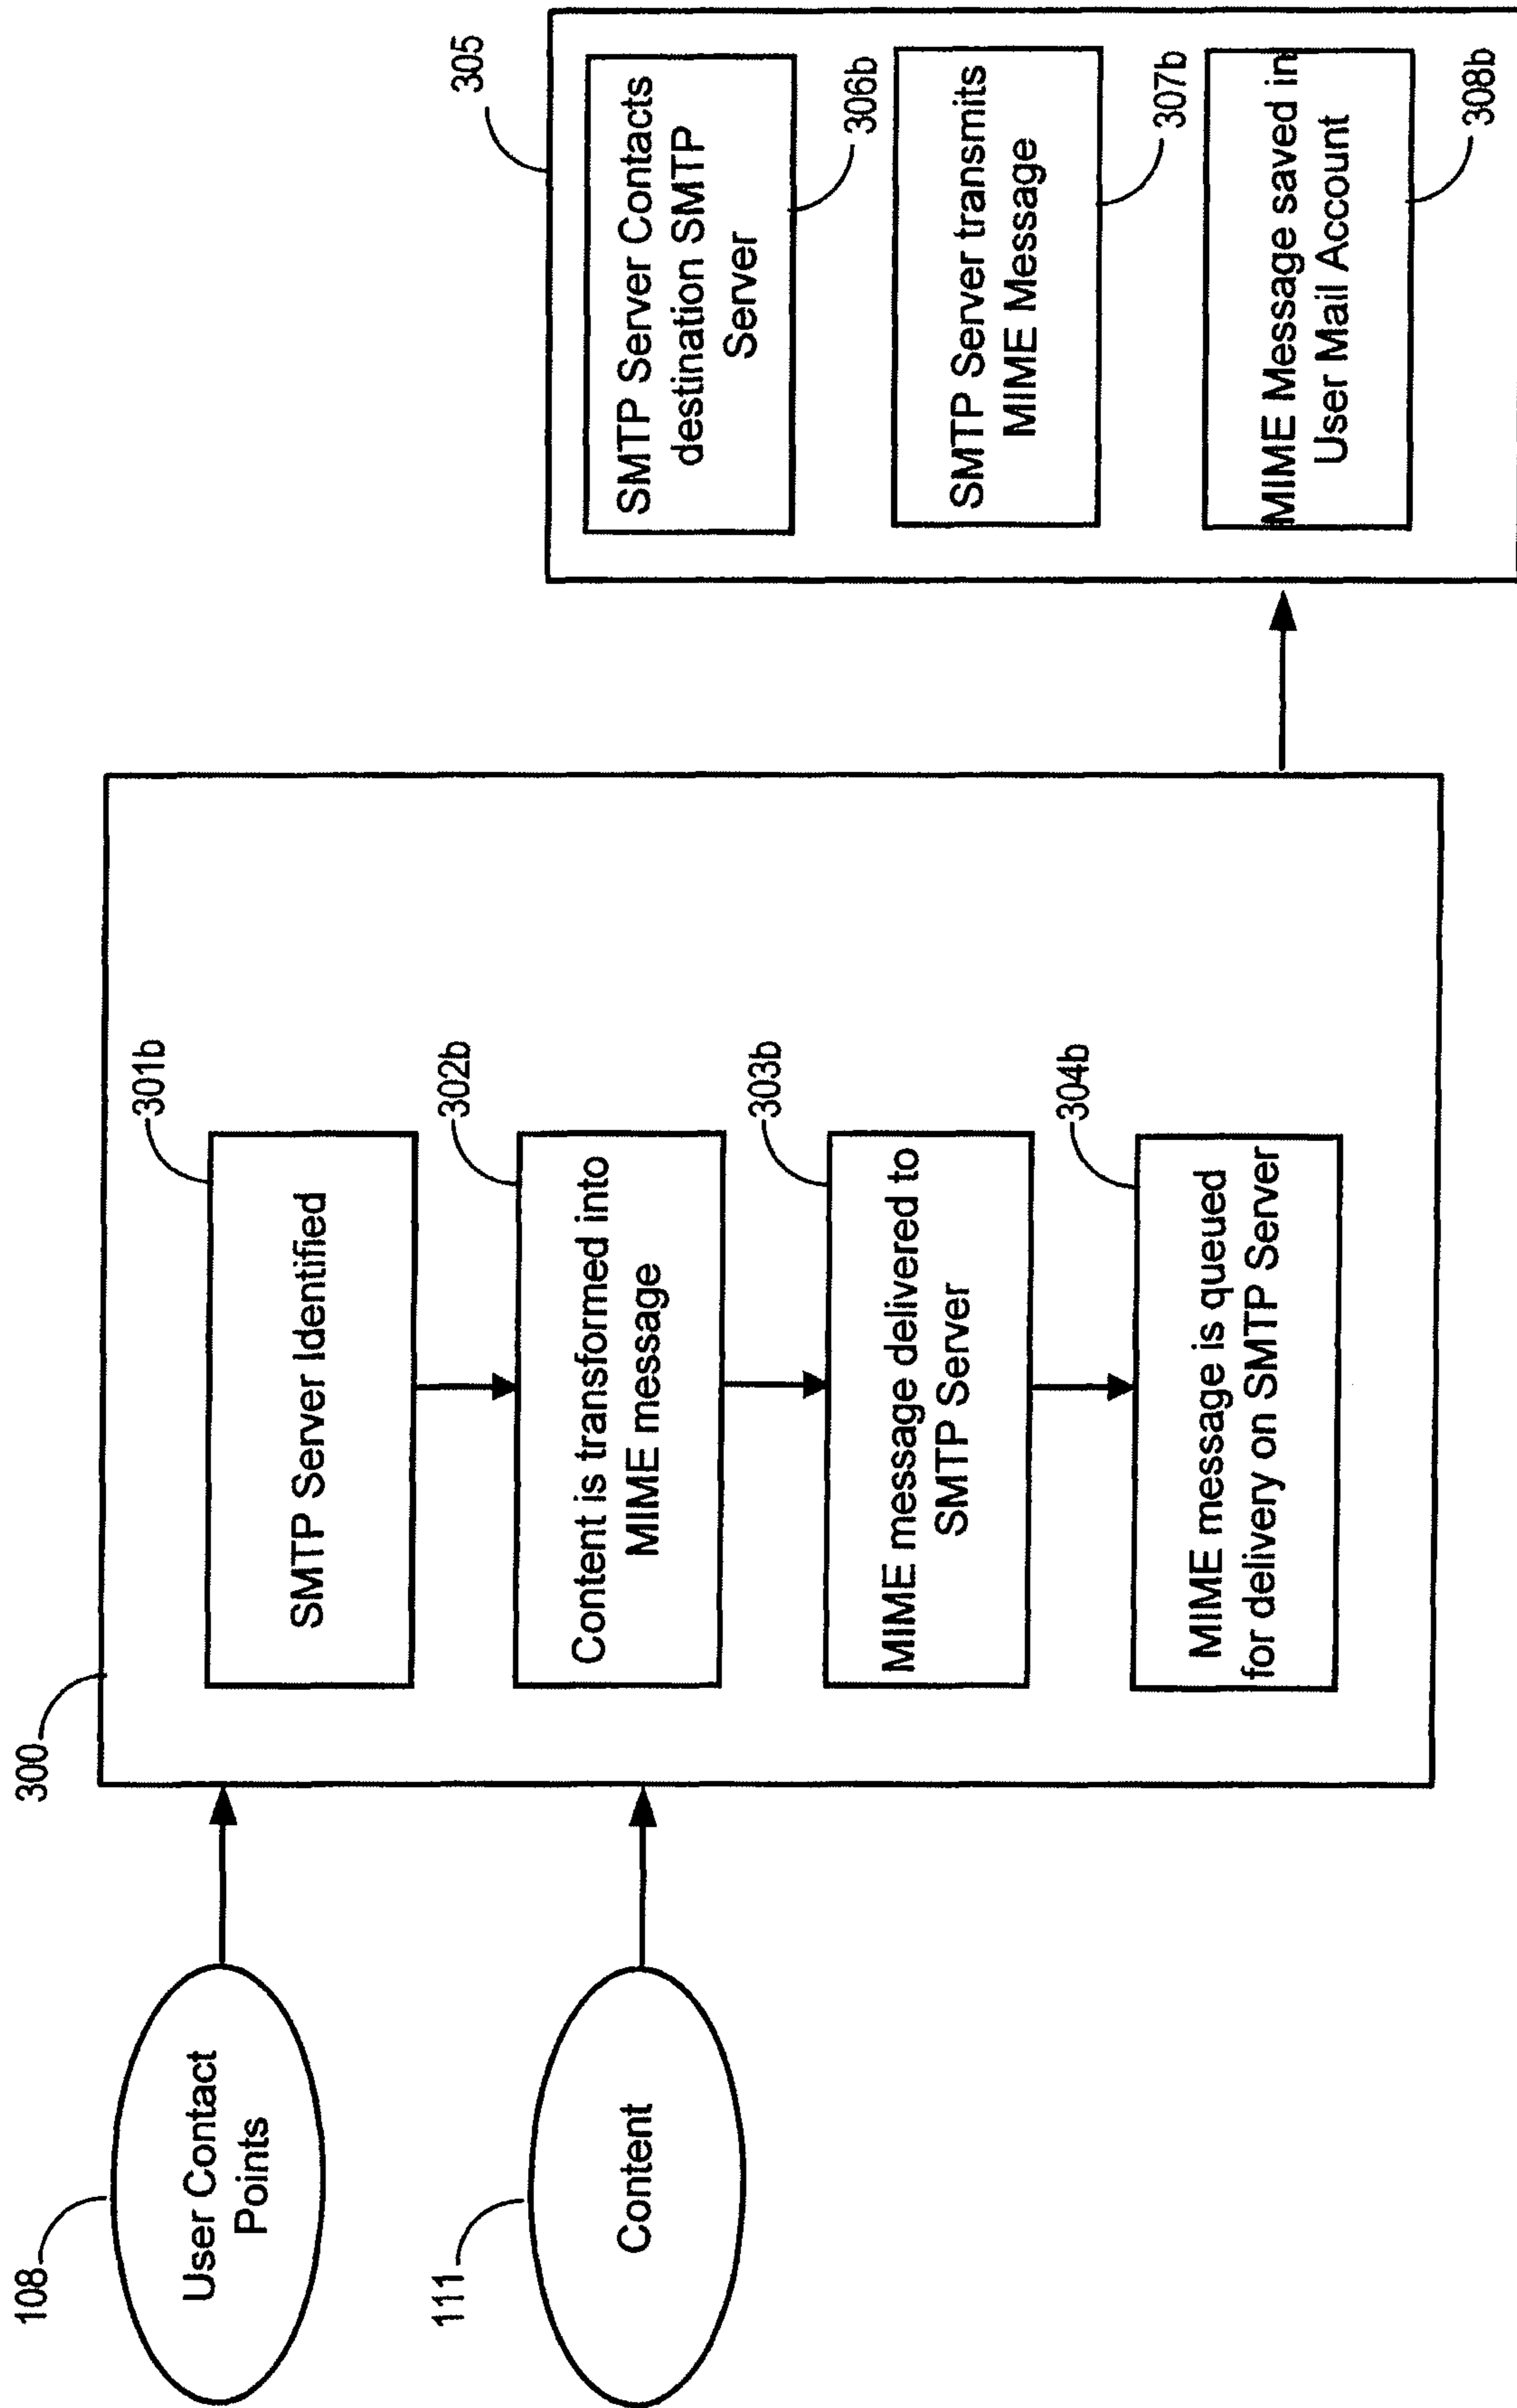 108
User Contact
Points
111
Content
300
SMTP Server Identified
301b
Content is transformed into
MIME message
302b
MIME message delivered to
SMTP Server
303b
MIME message is queued
for delivery on SMTP Server
304b
305
SMTP Server Contacts
destination SMTP
Server
306b
SMTP Server transmits
MIME Message
307b
MIME Message saved in
User Mail Account
308b